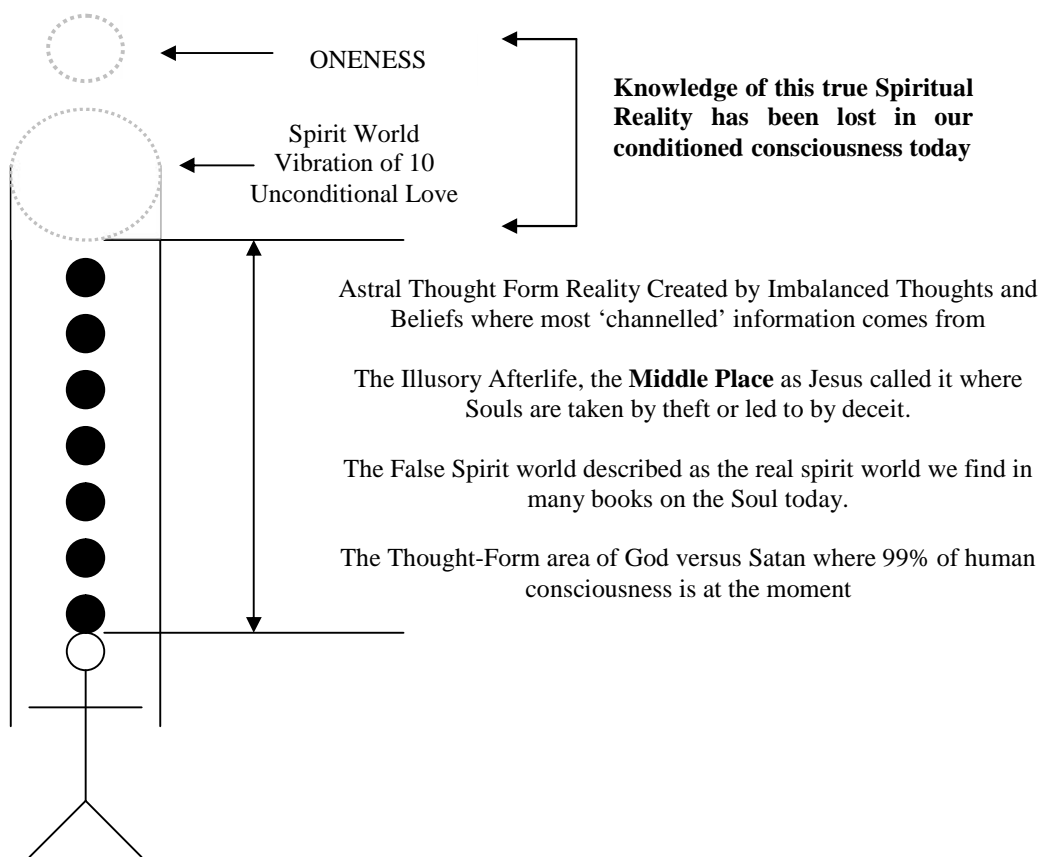 ONENESS
Spirit World
Vibration of 10
Unconditional Love
Knowledge of this true Spiritual
Reality has been lost in our
conditioned consciousness today
Astral Thought Form Reality Created by Imbalanced Thoughts and
Beliefs where most ‘channelled’ information comes from
The Illusory Afterlife, the Middle Place as Jesus called it where
Souls are taken by theft or led to by deceit.
The False Spirit world described as the real spirit world we find in
many books on the Soul today.
The Thought-Form area of God versus Satan where 99% of human
consciousness is at the moment